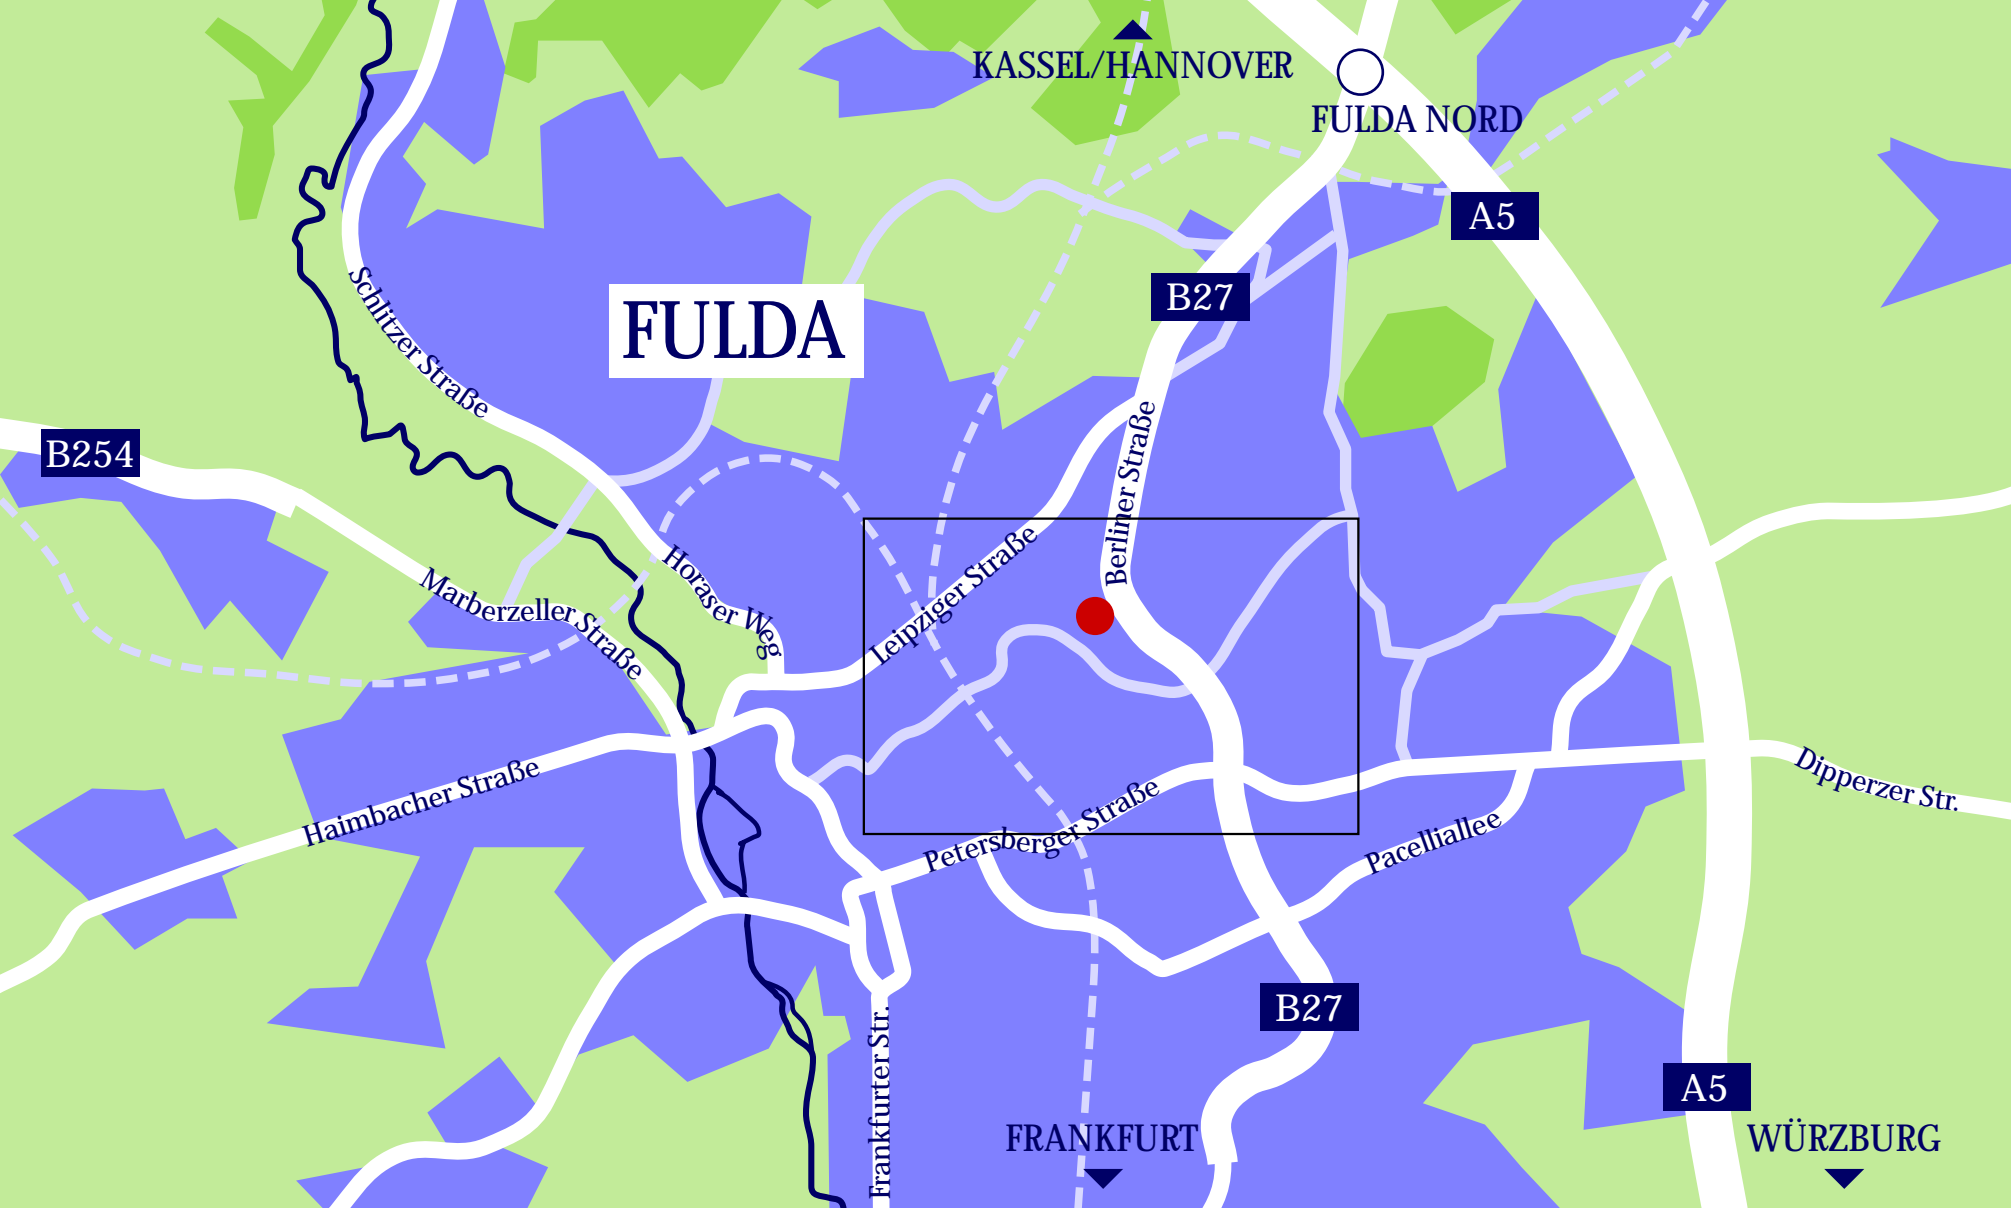 KASSEL/HANNOVER
FULDA NORD
A5
B27
FULDA
Schlitzer Straße
B254
Berliner Straße
Leipziger Straße
Horaser Weg
Marberzeller Straße
Haimbacher Straße
Petersberger Straße
Dipperzer Str.
Pacelliallee
B27
Frankfurter Str.
A5
FRANKFURT
WÜRZBURG